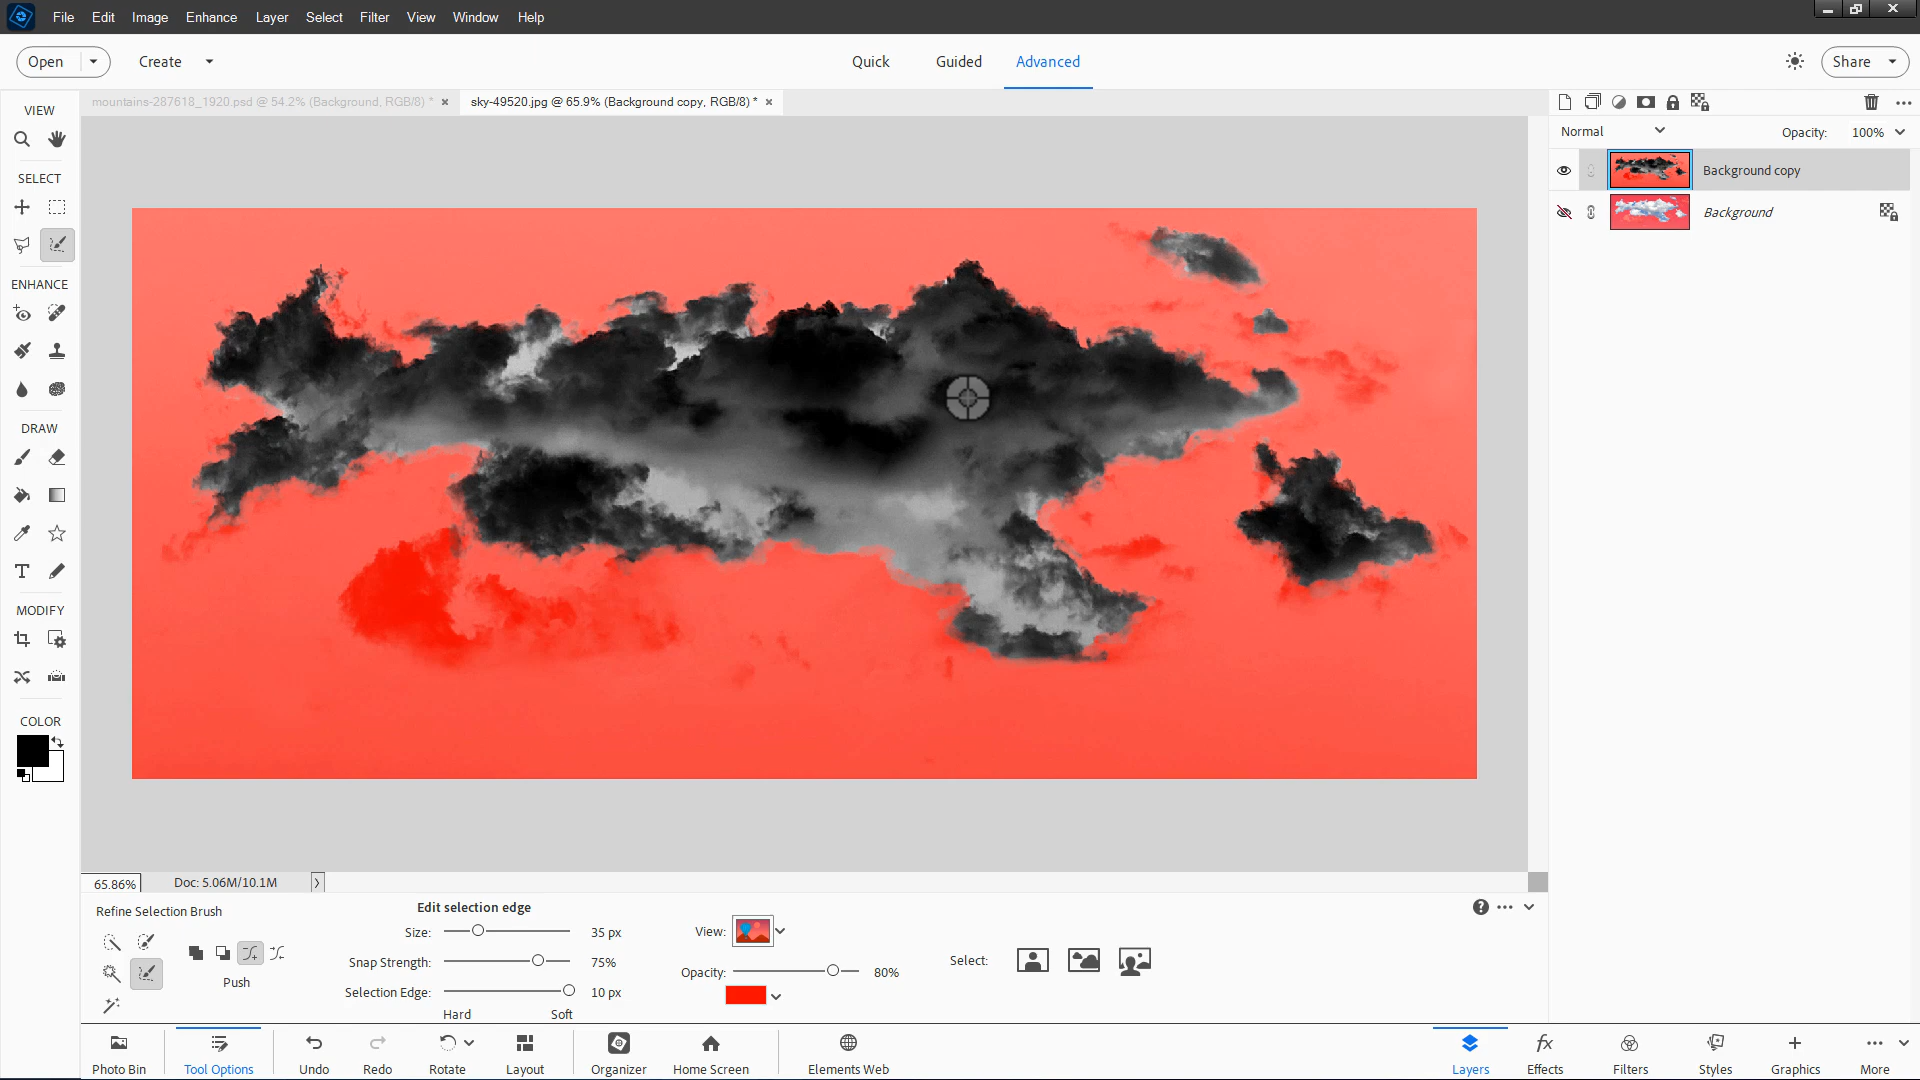 File Edit Image Enhance Layer Select Filter View Window Help
Open Create Quick Guided Advanced Share
mountains-287618_1920.psd @ 54.2% (Background, RGB/8) * × sky-49520.jpg @ 65.9% (Background copy, RGB/8) * ×
VIEW
SELECT
ENHANCE
DRAW
MODIFY
COLOR
Normal Opacity: 100%
Background copy
Background
65.86% Doc: 5.06M/10.1M
Refine Selection Brush
Push
Edit selection edge
Size: 35 px
Snap Strength: 75%
Selection Edge: 10 px
Hard Soft
View:
Opacity: 80%
Select:
Photo Bin Tool Options Undo Redo Rotate Layout Organizer Home Screen Elements Web Layers Effects Filters Styles Graphics More